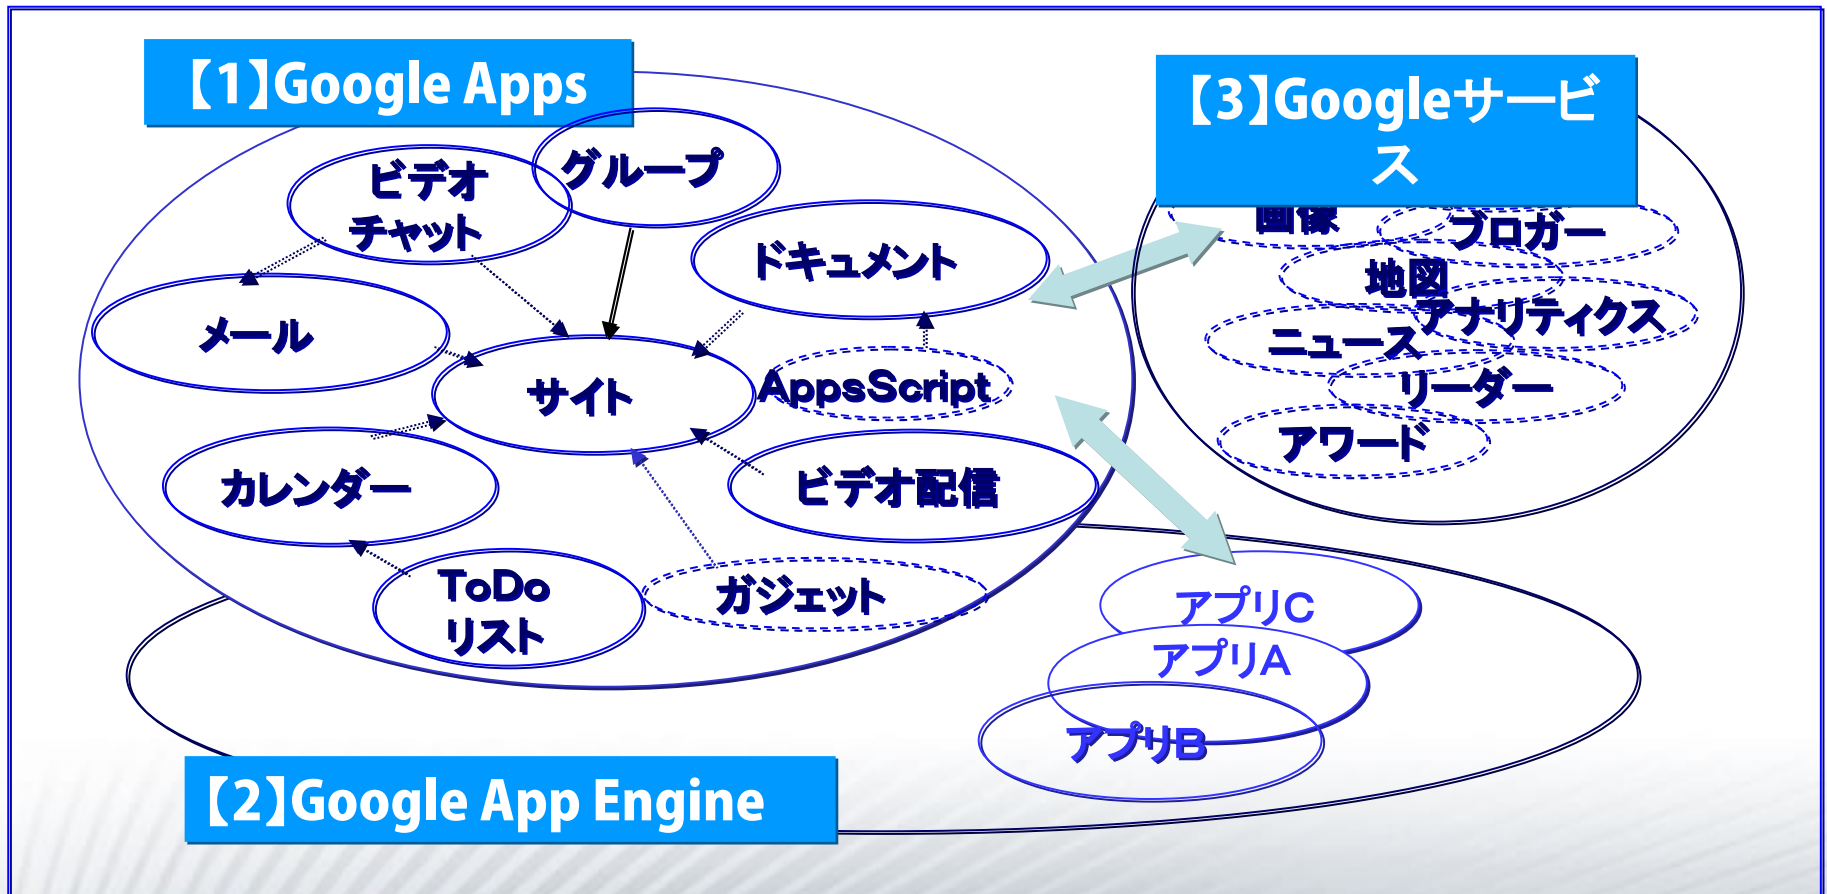 【1】Google Apps
【3】Googleサービ
ス
グループ
ビデオ
チャット
ドキュメント
メール
サイト
AppsScript
カレンダー
ビデオ配信
ToDo
リスト
ガジェット
画像
ブロガー
地図
アナリティクス
ニュース
リーダー
アワード
アプリC
アプリA
アプリB
【2】Google App Engine